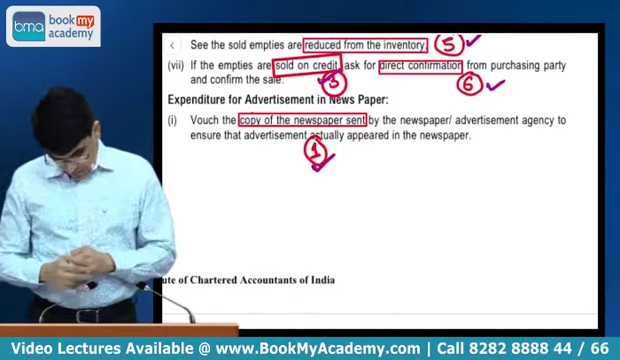 bma
book my
academy
See the sold empties are reduced from the inventory 5
(vii) If the empties are sold on credit, ask for direct confirmation from purchasing party
and confirm the sale. 3 6
Expenditure for Advertisement in News Paper:
(i) Vouch the copy of the newspaper sent by the newspaper/ advertisement agency to
ensure that advertisement actually appeared in the newspaper.
1
ute of Chartered Accountants of India
Video Lectures Available @ www.BookMyAcademy.com | Call 8282 8888 44 / 66